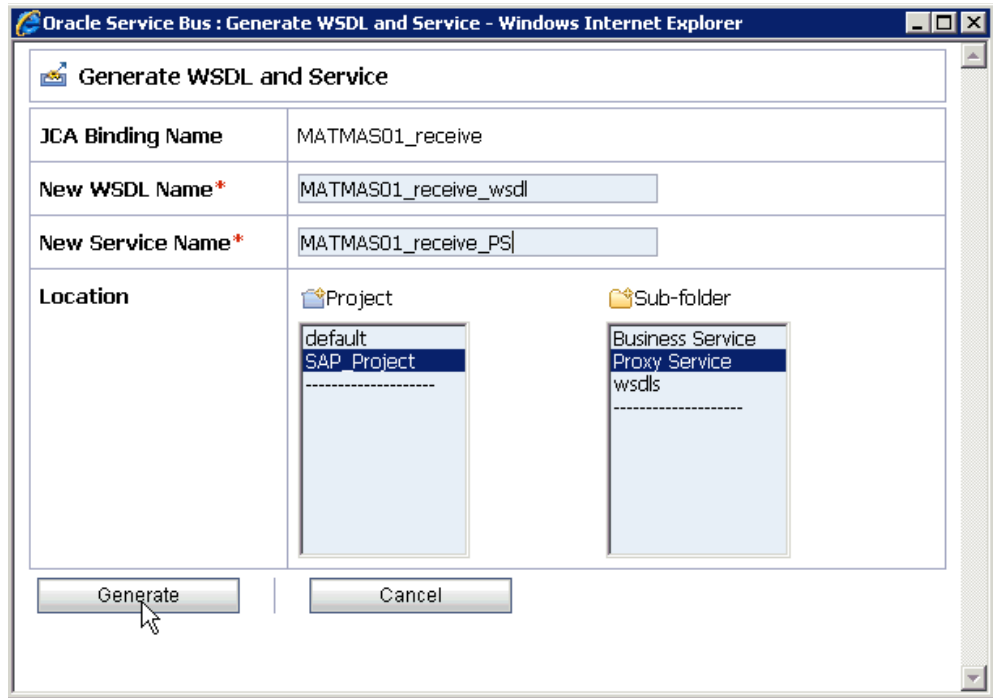 Oracle Service Bus : Generate WSDL and Service - Windows Internet Explorer
Generate WSDL and Service
JCA Binding Name MATMAS01_receive
New WSDL Name* MATMAS01_receive_wsdl
New Service Name* MATMAS01_receive_PS
Location Project Sub-folder
default Business Service
SAP_Project Proxy Service
-------------------- wsdls
--------------------
Generate Cancel